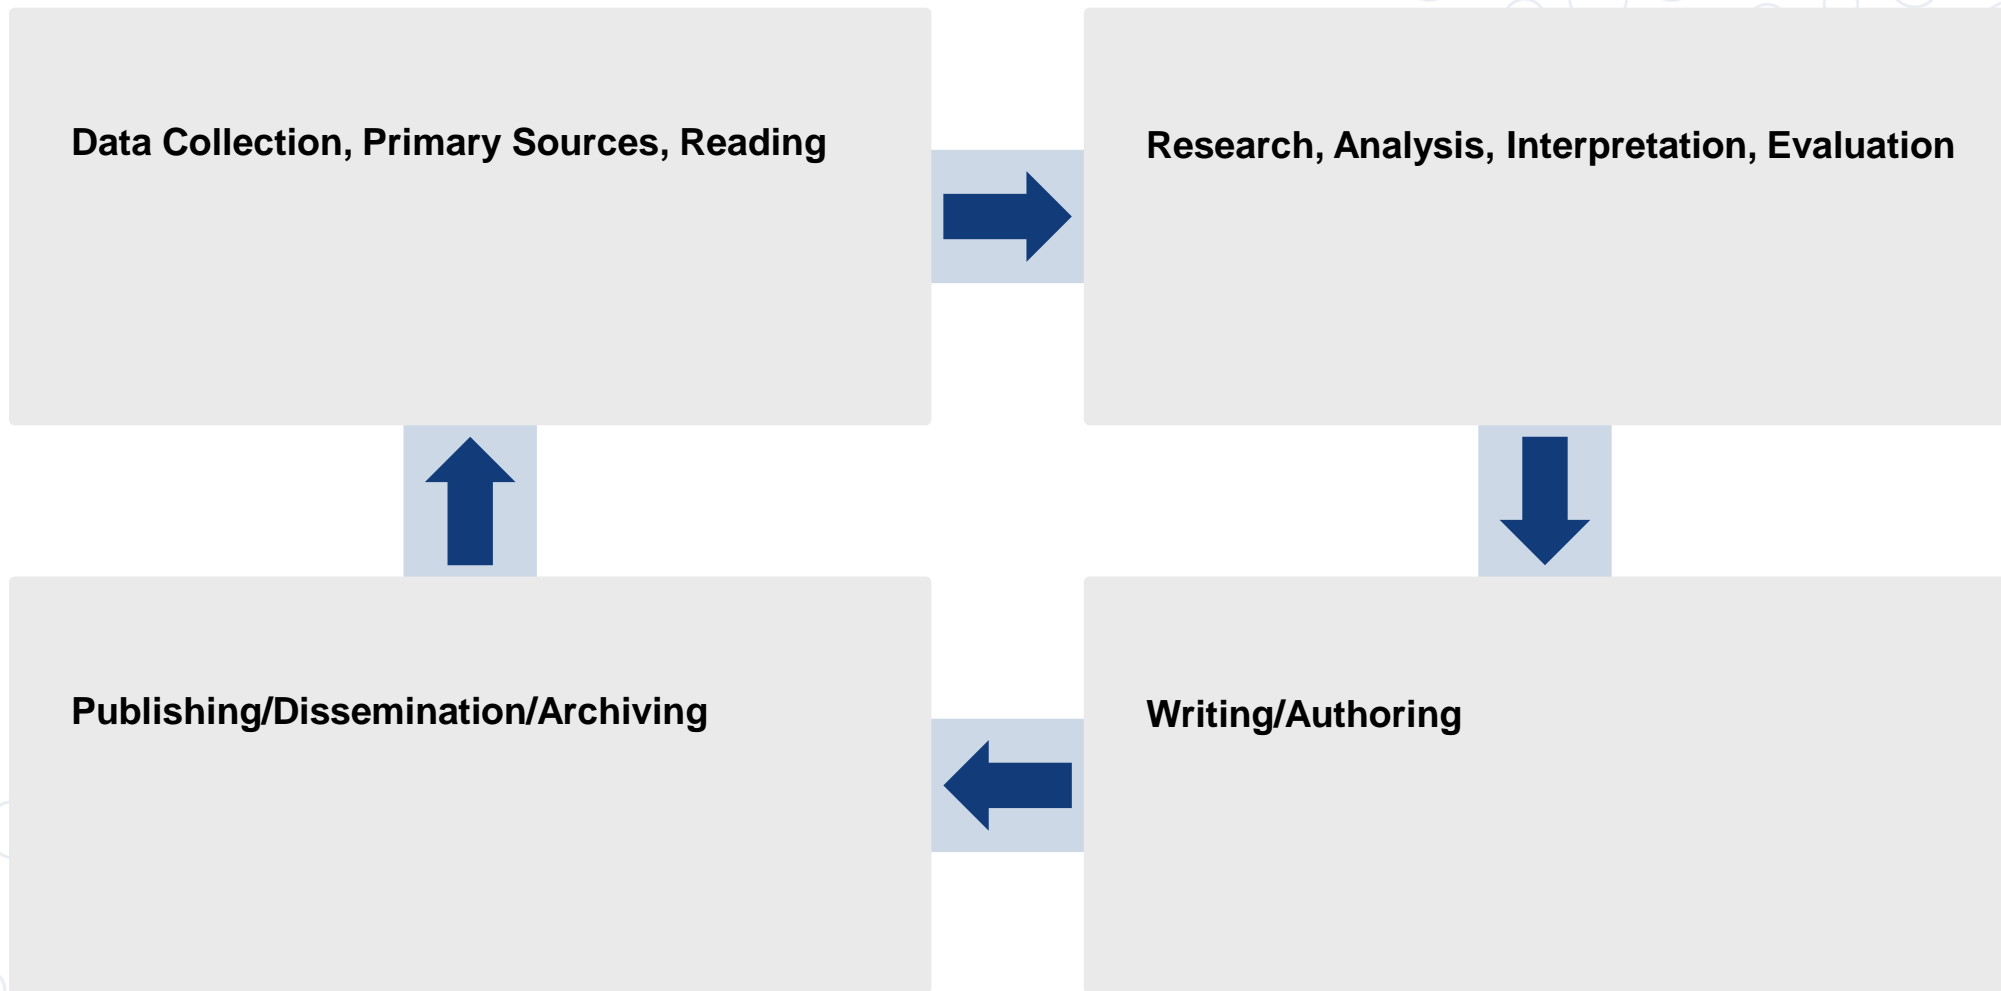 Data Collection, Primary Sources, Reading
Research, Analysis, Interpretation, Evaluation
Publishing/Dissemination/Archiving
Writing/Authoring